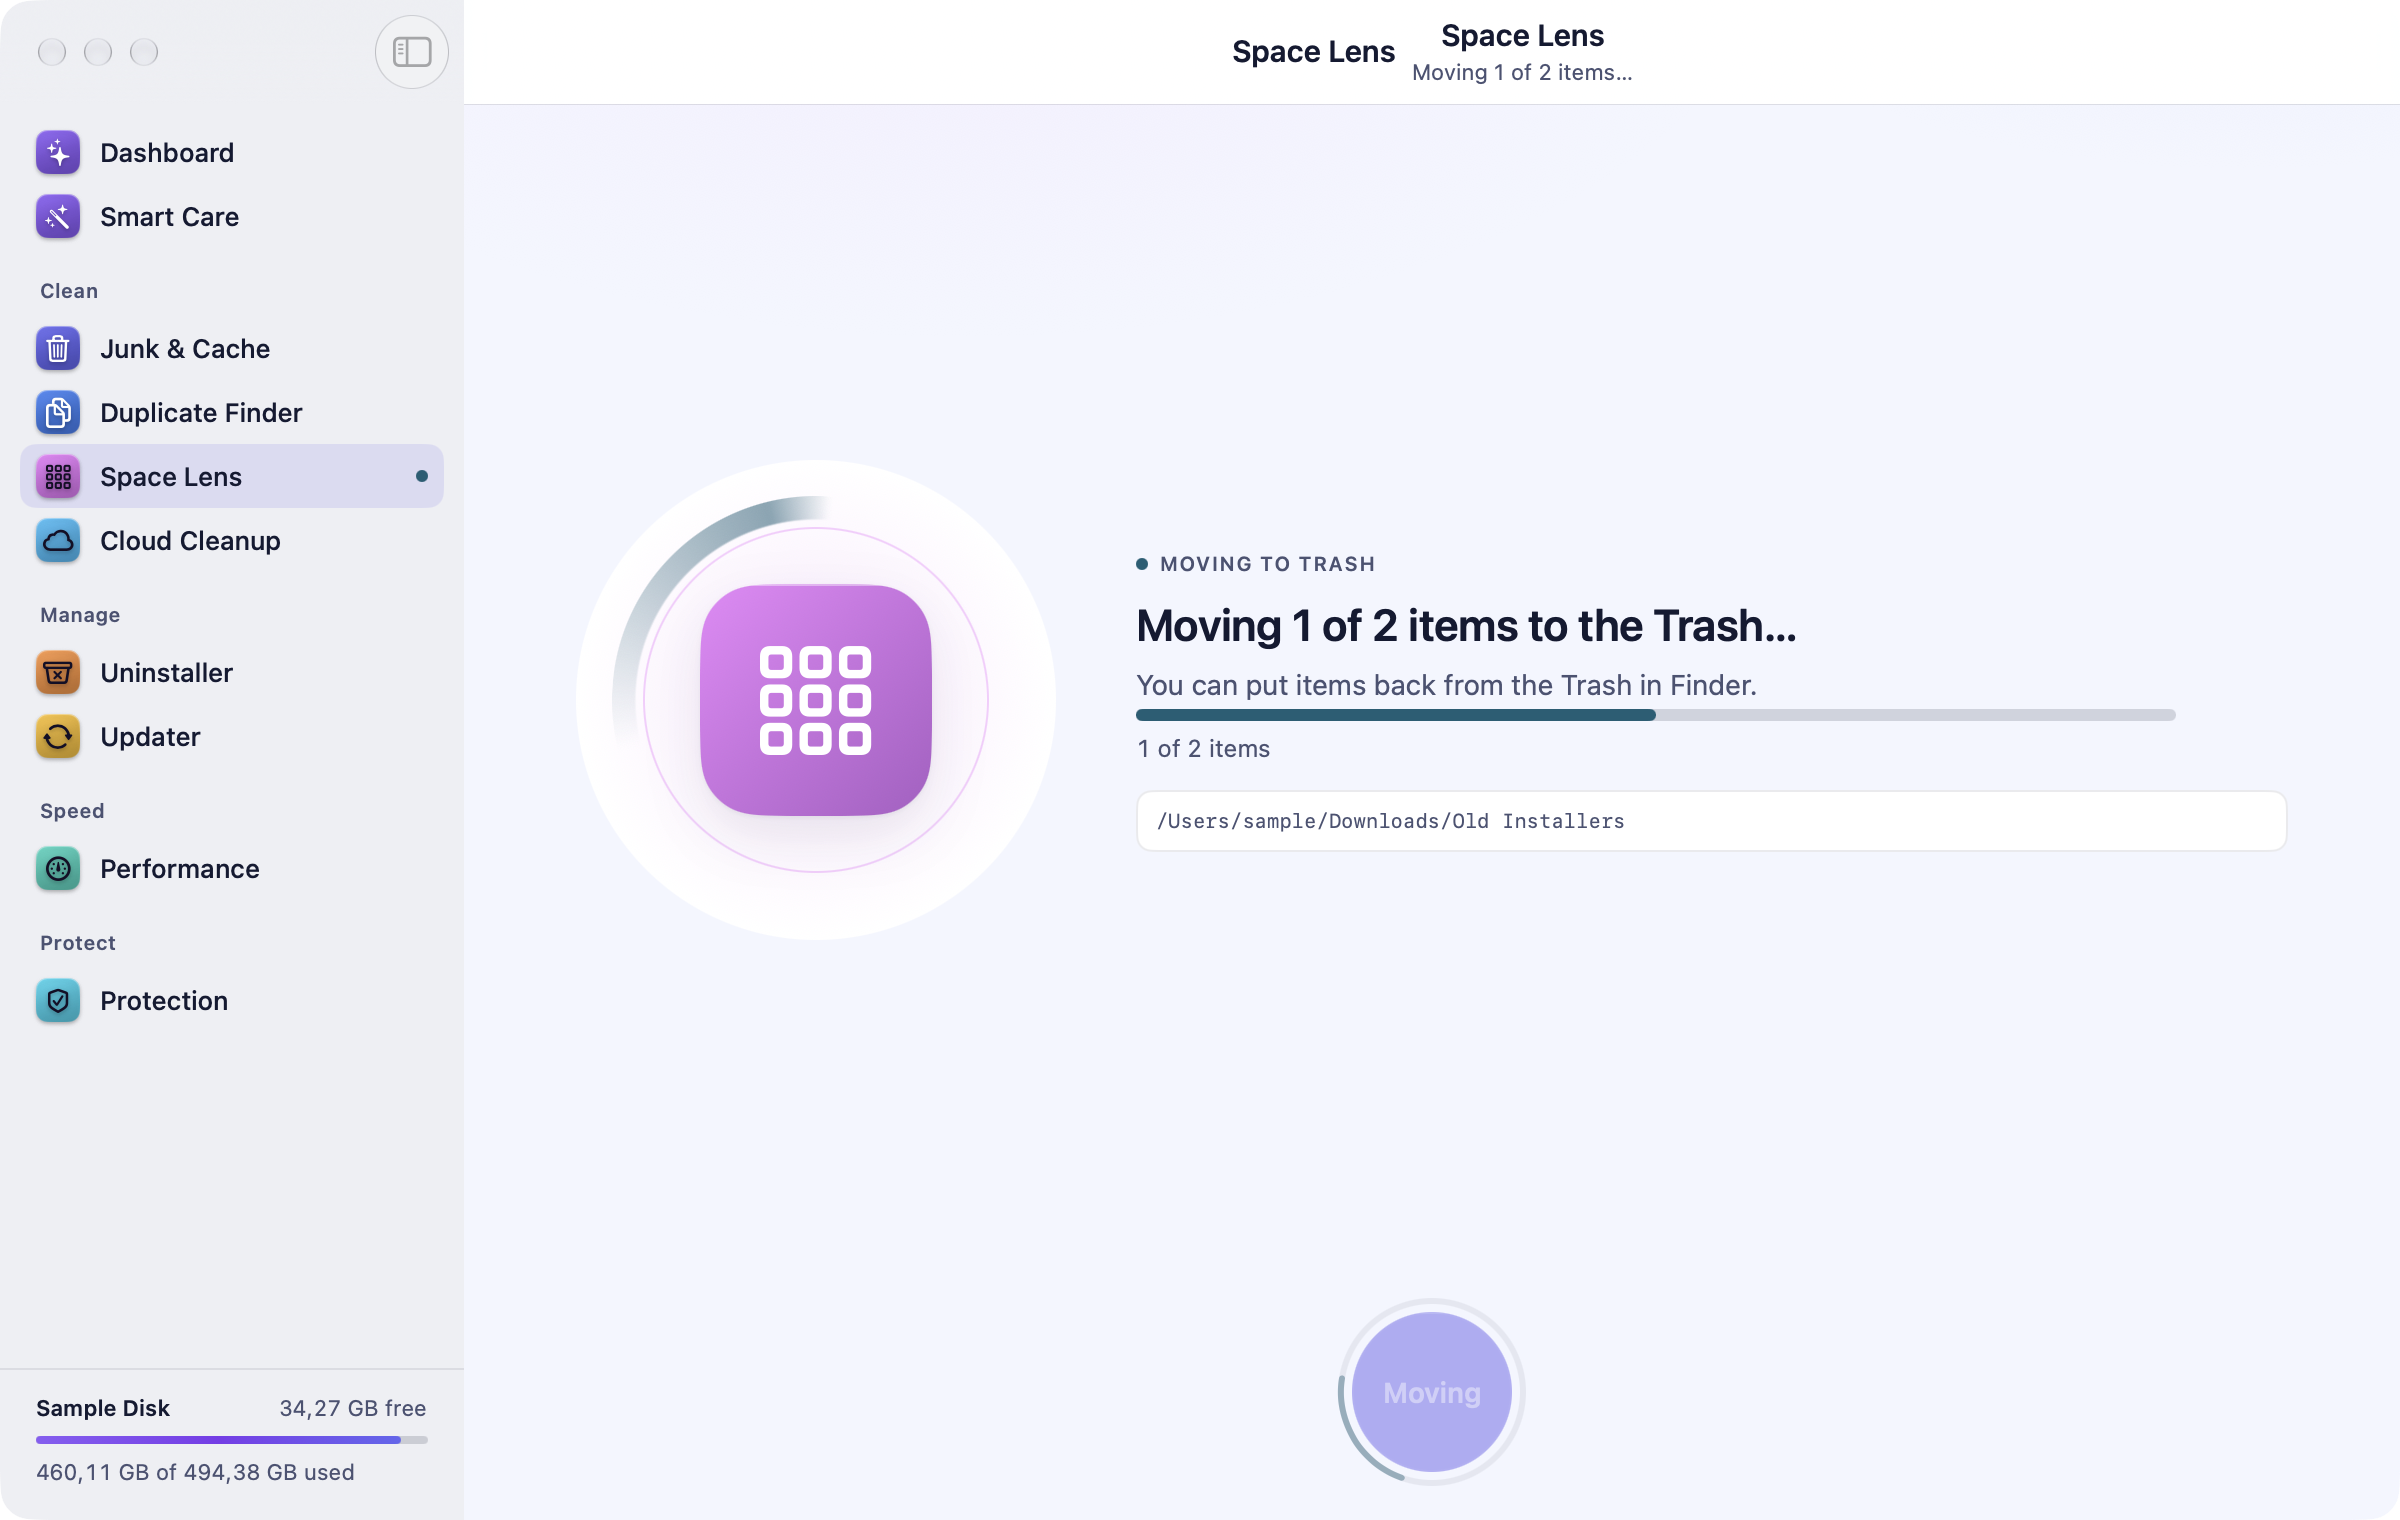 Dashboard
Smart Care
Clean
Junk & Cache
Duplicate Finder
Space Lens
Cloud Cleanup
Manage
Uninstaller
Updater
Speed
Performance
Protect
Protection
Sample Disk 34,27 GB free
460,11 GB of 494,38 GB used
Space Lens
Space Lens
Moving 1 of 2 items...
MOVING TO TRASH
Moving 1 of 2 items to the Trash...
You can put items back from the Trash in Finder.
1 of 2 items
/Users/sample/Downloads/Old Installers
Moving